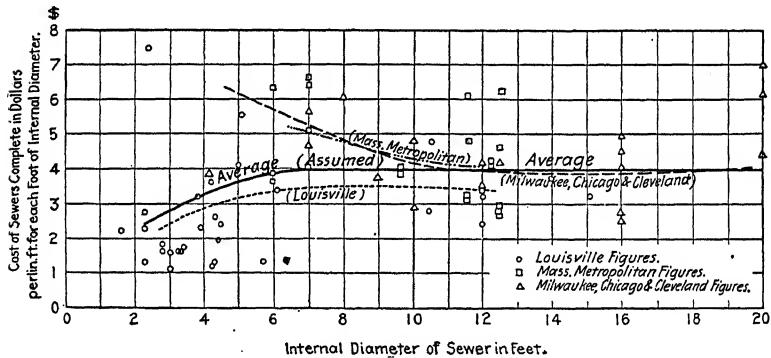 $
8
7
6
5
4
3
2
1
0
Cost of Sewers Complete in Dollars
per lin. ft. for each Foot of Internal Diameter.
(Mass. Metropolitan)
Average (Assumed)
Average
(Milwaukee, Chicago & Cleveland)
(Louisville)
○ Louisville Figures.
□ Mass. Metropolitan Figures.
△ Milwaukee, Chicago & Cleveland Figures.
0 2 4 6 8 10 12 14 16 18 20
Internal Diameter of Sewer in Feet.